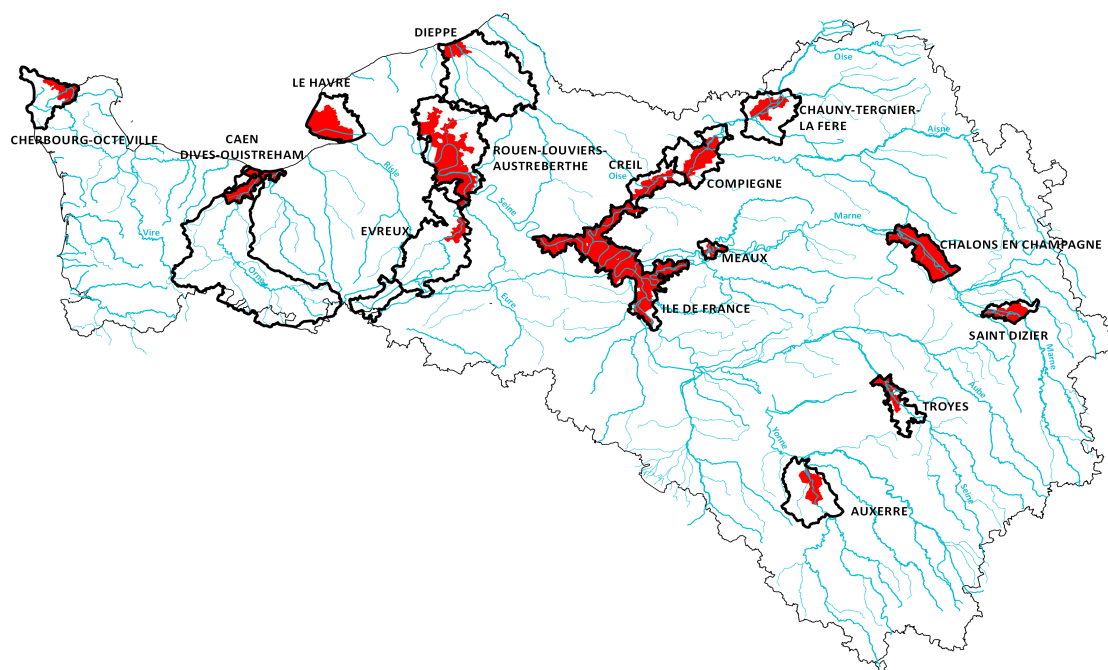 DIEPPE
Oise
LE HAVRE
CHAUNY-TERGNIER-
LA FERE
CHERBOURG-OCTEVILLE
CAEN
DIVES-OUISTREHAM
Aisne
ROUEN-LOUVIERS-
AUSTREBERTHE
CREIL
Oise
COMPIEGNE
Risle
Seine
Marne
Vire
EVREUX
CHALONS EN CHAMPAGNE
MEAUX
Orne
Eure
ILE DE FRANCE
SAINT DIZIER
Marne
Aube
TROYES
Yonne
Seine
AUXERRE